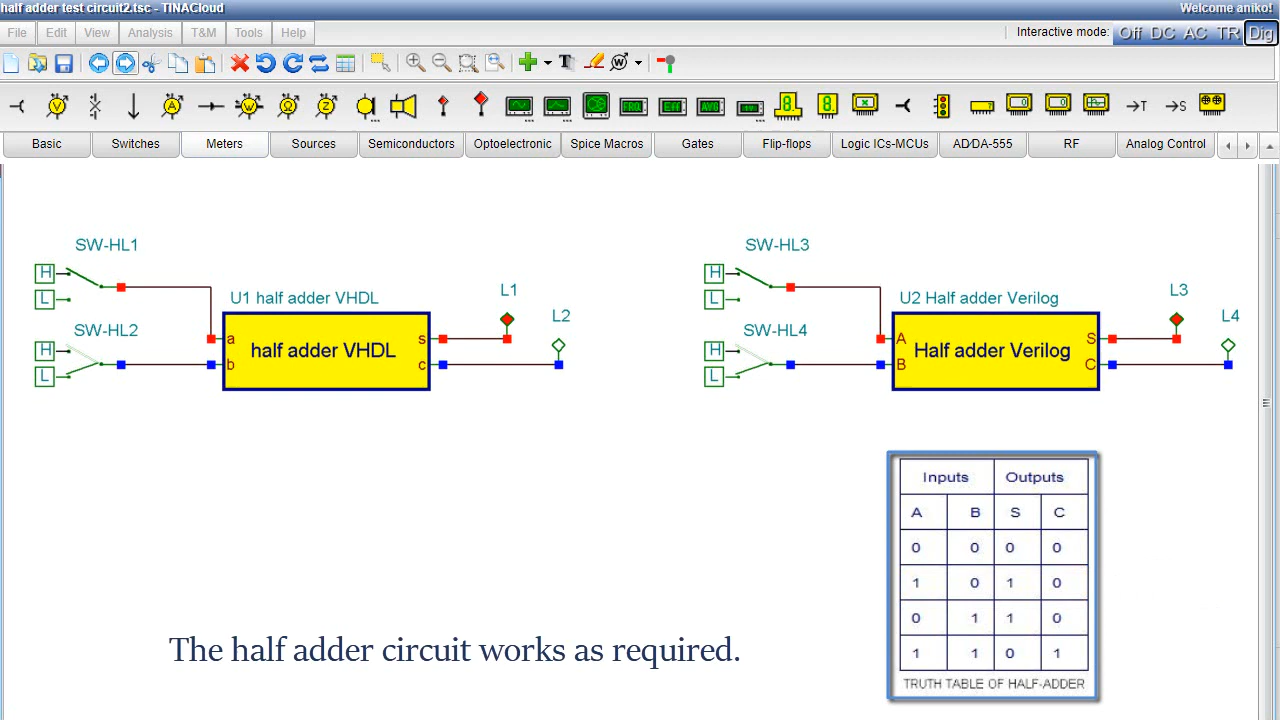 half adder test circuit2.tsc - TINACloud
Welcome aniko!
File Edit View Analysis T&M Tools Help
Interactive mode: Off DC AC TR Dig
Basic Switches Meters Sources Semiconductors Optoelectronic Spice Macros Gates Flip-flops Logic ICs-MCUs AD/DA-555 RF Analog Control
SW-HL1
H
L
SW-HL2
H
L
U1 half adder VHDL
a
b
half adder VHDL
s
c
L1
L2
SW-HL3
H
L
SW-HL4
H
L
U2 Half adder Verilog
A
B
Half adder Verilog
S
C
L3
L4
Inputs Outputs
A B S C
0 0 0 0
1 0 1 0
0 1 1 0
1 1 0 1
TRUTH TABLE OF HALF-ADDER
The half adder circuit works as required.